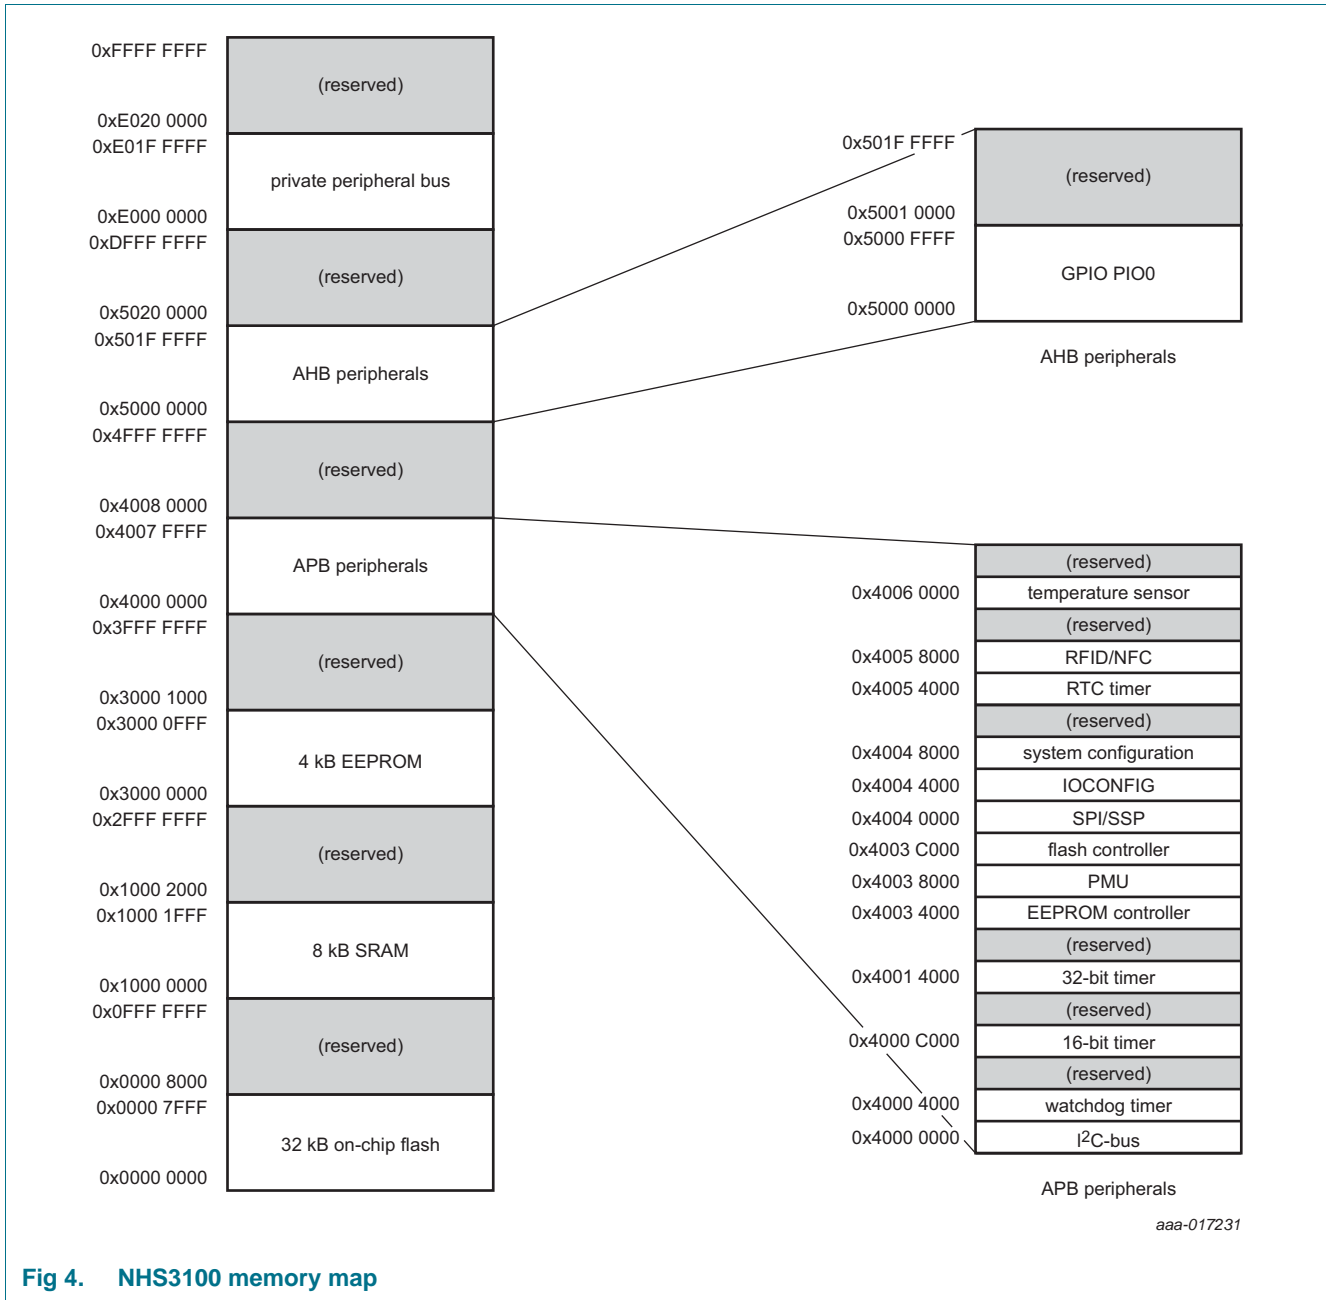 0xFFFF FFFF
(reserved)
0xE020 0000
0xE01F FFFF
private peripheral bus
0xE000 0000
0xDFFF FFFF
(reserved)
0x5020 0000
0x501F FFFF
AHB peripherals
0x5000 0000
0x4FFF FFFF
(reserved)
0x4008 0000
0x4007 FFFF
APB peripherals
0x4000 0000
0x3FFF FFFF
(reserved)
0x3000 1000
0x3000 0FFF
4 kB EEPROM
0x3000 0000
0x2FFF FFFF
(reserved)
0x1000 2000
0x1000 1FFF
8 kB SRAM
0x1000 0000
0x0FFF FFFF
(reserved)
0x0000 8000
0x0000 7FFF
32 kB on-chip flash
0x0000 0000
0x501F FFFF
(reserved)
0x5001 0000
0x5000 FFFF
GPIO PIO0
0x5000 0000
AHB peripherals
(reserved)
0x4006 0000 temperature sensor
(reserved)
0x4005 8000 RFID/NFC
0x4005 4000 RTC timer
(reserved)
0x4004 8000 system configuration
0x4004 4000 IOCONFIG
0x4004 0000 SPI/SSP
0x4003 C000 flash controller
0x4003 8000 PMU
0x4003 4000 EEPROM controller
(reserved)
0x4001 4000 32-bit timer
(reserved)
0x4000 C000 16-bit timer
(reserved)
0x4000 4000 watchdog timer
0x4000 0000 I2C-bus
APB peripherals
aaa-017231
Fig 4. NHS3100 memory map